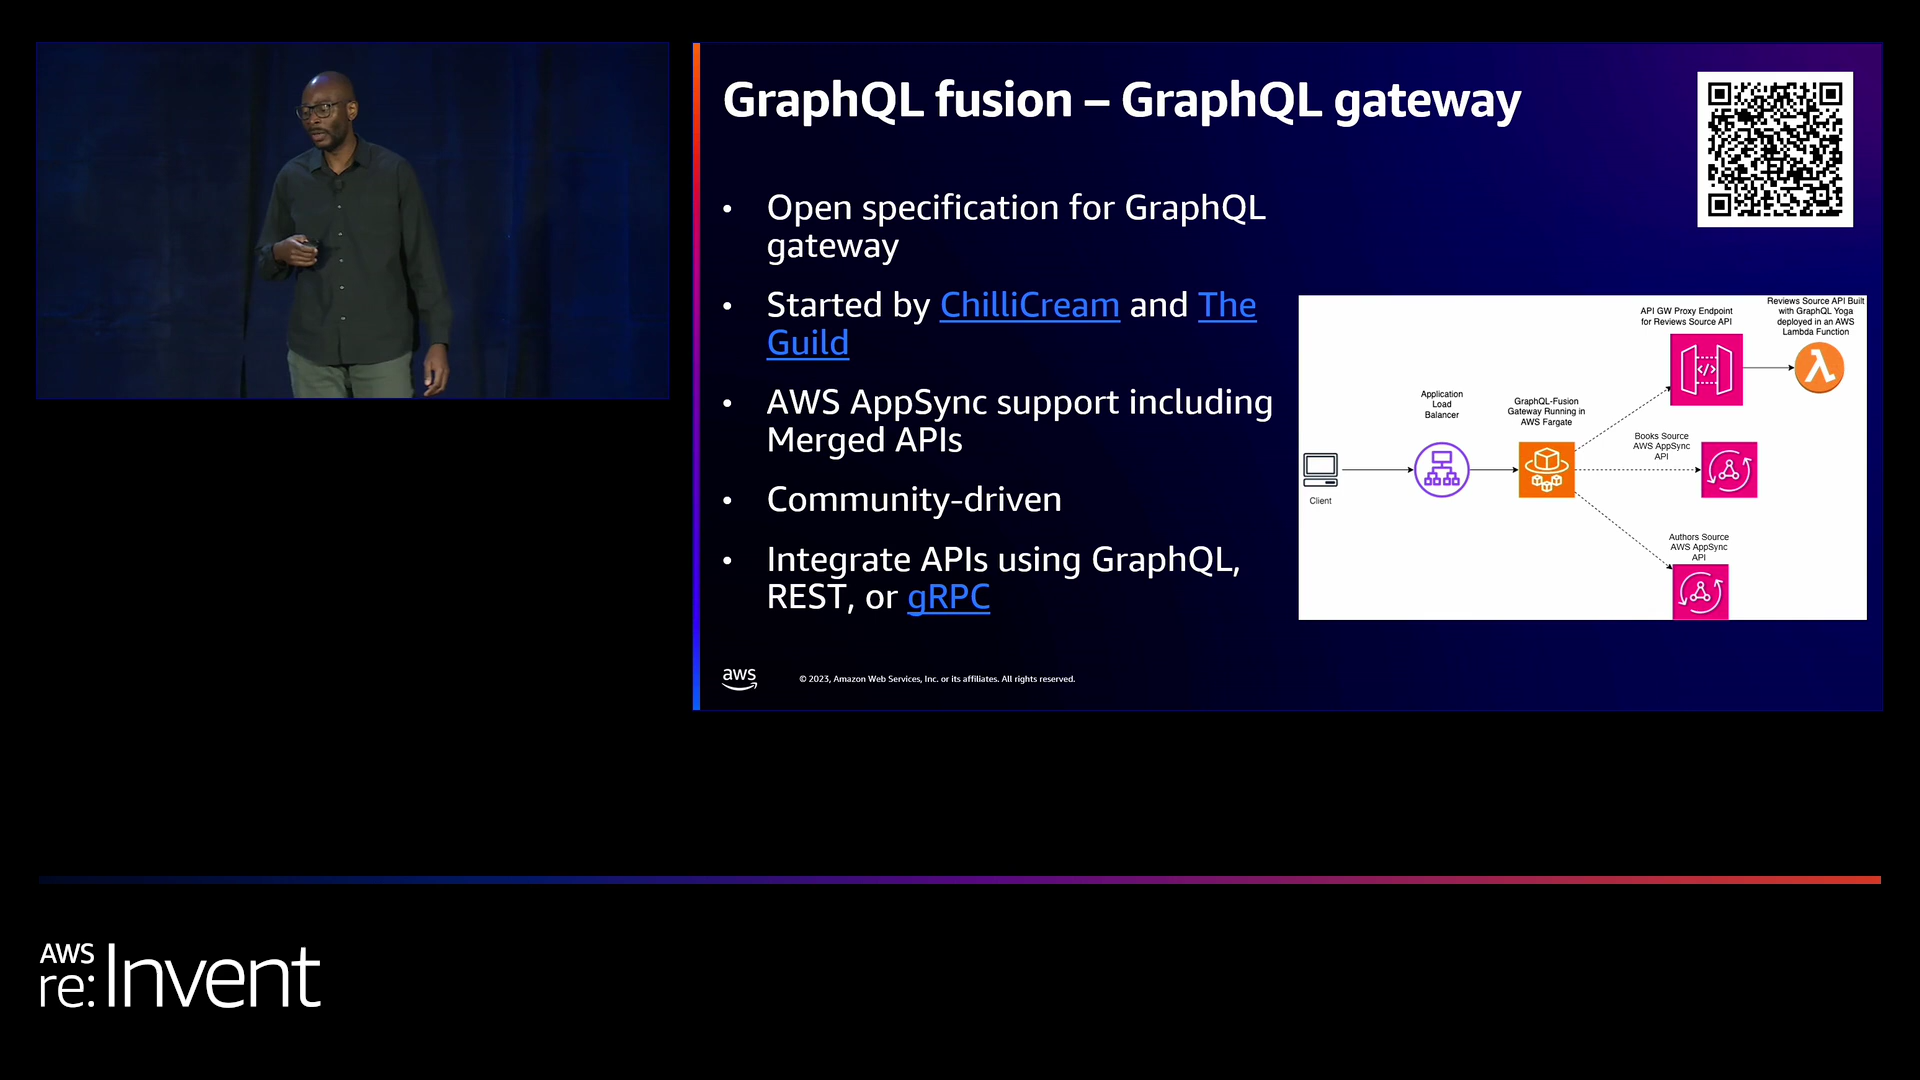 GraphQL fusion – GraphQL gateway
• Open specification for GraphQL
gateway
• Started by ChilliCream and The
Guild
• AWS AppSync support including
Merged APIs
• Community-driven
• Integrate APIs using GraphQL,
REST, or gRPC
Client
Application
Load
Balancer
GraphQL-Fusion
Gateway Running in
AWS Fargate
API GW Proxy Endpoint
for Reviews Source API
Reviews Source API Built
with GraphQL Yoga
deployed in an AWS
Lambda Function
Books Source
AWS AppSync
API
Authors Source
AWS AppSync
API
aws
© 2023, Amazon Web Services, Inc. or its affiliates. All rights reserved.
AWS
re:Invent